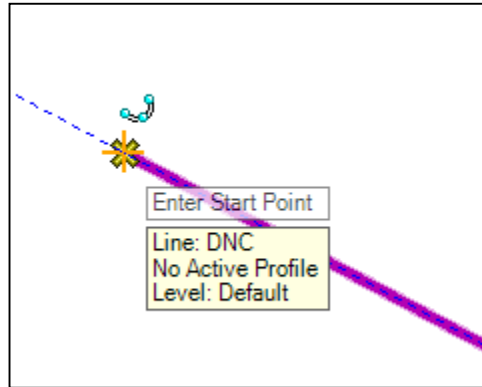 Enter Start Point
Line: DNC
No Active Profile
Level: Default